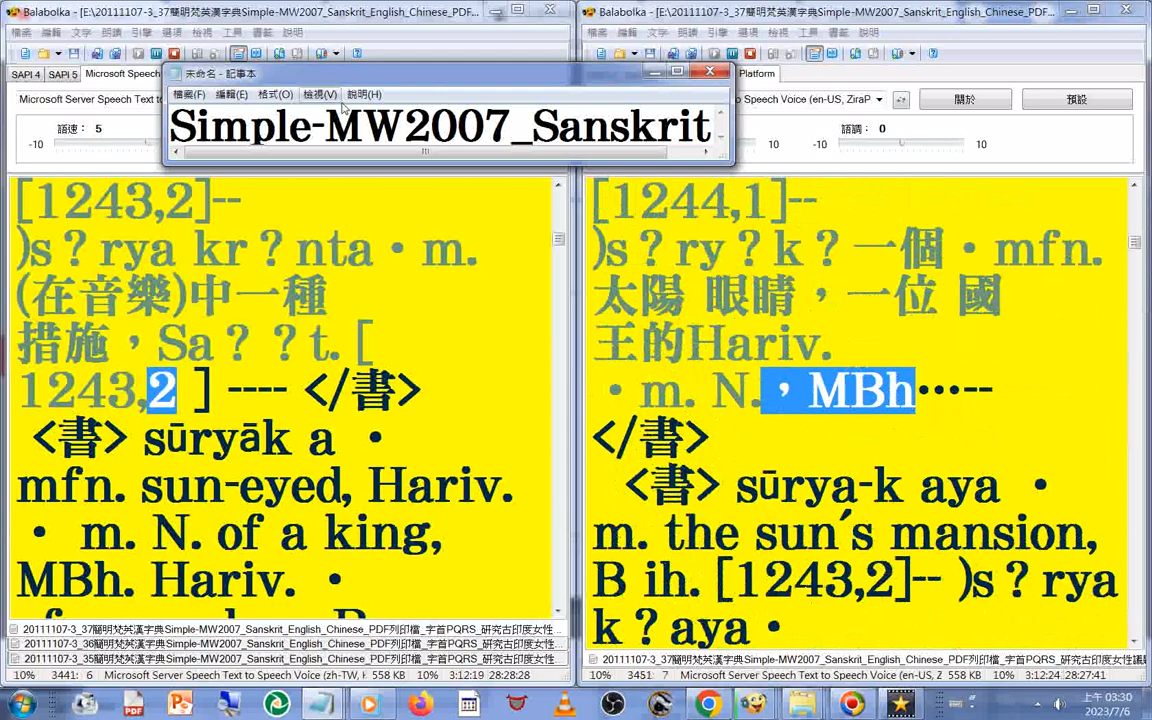 Balabolka - [E:\20111107-3_37簡明梵英漢字典Simple-MW2007_Sanskrit_English_Chinese_PDF...
檔案 編輯 文字 朗讀 引擎 選項 檢視 工具 書籤 說明
SAPI 4 SAPI 5 Microsoft Speech
Microsoft Server Speech Text to
語速： 5
-10
未命名 - 記事本
檔案(F) 編輯(E) 格式(O) 檢視(V) 說明(H)
Simple-MW2007_Sanskrit
[1243,2]--
)s？rya kr？nta‧m.
(在音樂)中一種
措施，Sa？？t. [
1243,2 ] ---- </書>
<書> sūryāk a ‧
mfn. sun-eyed, Hariv.
‧ m. N. of a king,
MBh. Hariv. ‧
20111107-3_37簡明梵英漢字典Simple-MW2007_Sanskrit_English_Chinese_PDF列印檔_字首PQRS_研究古印度女性...
20111107-3_36簡明梵英漢字典Simple-MW2007_Sanskrit_English_Chinese_PDF列印檔_字首PQRS_研究古印度女性...
20111107-3_35簡明梵英漢字典Simple-MW2007_Sanskrit_English_Chinese_PDF列印檔_字首PQRS_研究古印度女性...
10% 3441: 6 Microsoft Server Speech Text to Speech Voice (zh-TW, H 558 KB 10% 3:12:19 28:28:28
Balabolka - [E:\20111107-3_37簡明梵英漢字典Simple-MW2007_Sanskrit_English_Chinese_PDF...
檔案 編輯 文字 朗讀 引擎 選項 檢視 工具 書籤 說明
Platform
Speech Voice (en-US, ZiraP 關於 預設
語調： 0
10 -10 10
[1244,1]--
)s？ry？k？一個‧mfn.
太陽 眼睛，一位 國
王的Hariv.
‧m. N.，MBh…--
</書>
<書> sūrya-k aya ‧
m. the sun´s mansion,
B ih. [1243,2]-- )s？rya
k？aya‧
20111107-3_37簡明梵英漢字典Simple-MW2007_Sanskrit_English_Chinese_PDF列印檔_字首PQRS_研究古印度女性議
10% 3451: 7 Microsoft Server Speech Text to Speech Voice (en-US, Z 558 KB 10% 3:12:24 28:27:41
上午 03:30
2023/7/6